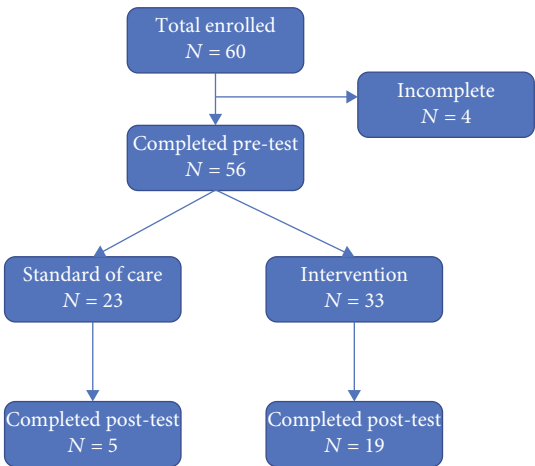 Total enrolled
N = 60
Incomplete
N = 4
Completed pre-test
N = 56
Standard of care
N = 23
Intervention
N = 33
Completed post-test
N = 5
Completed post-test
N = 19